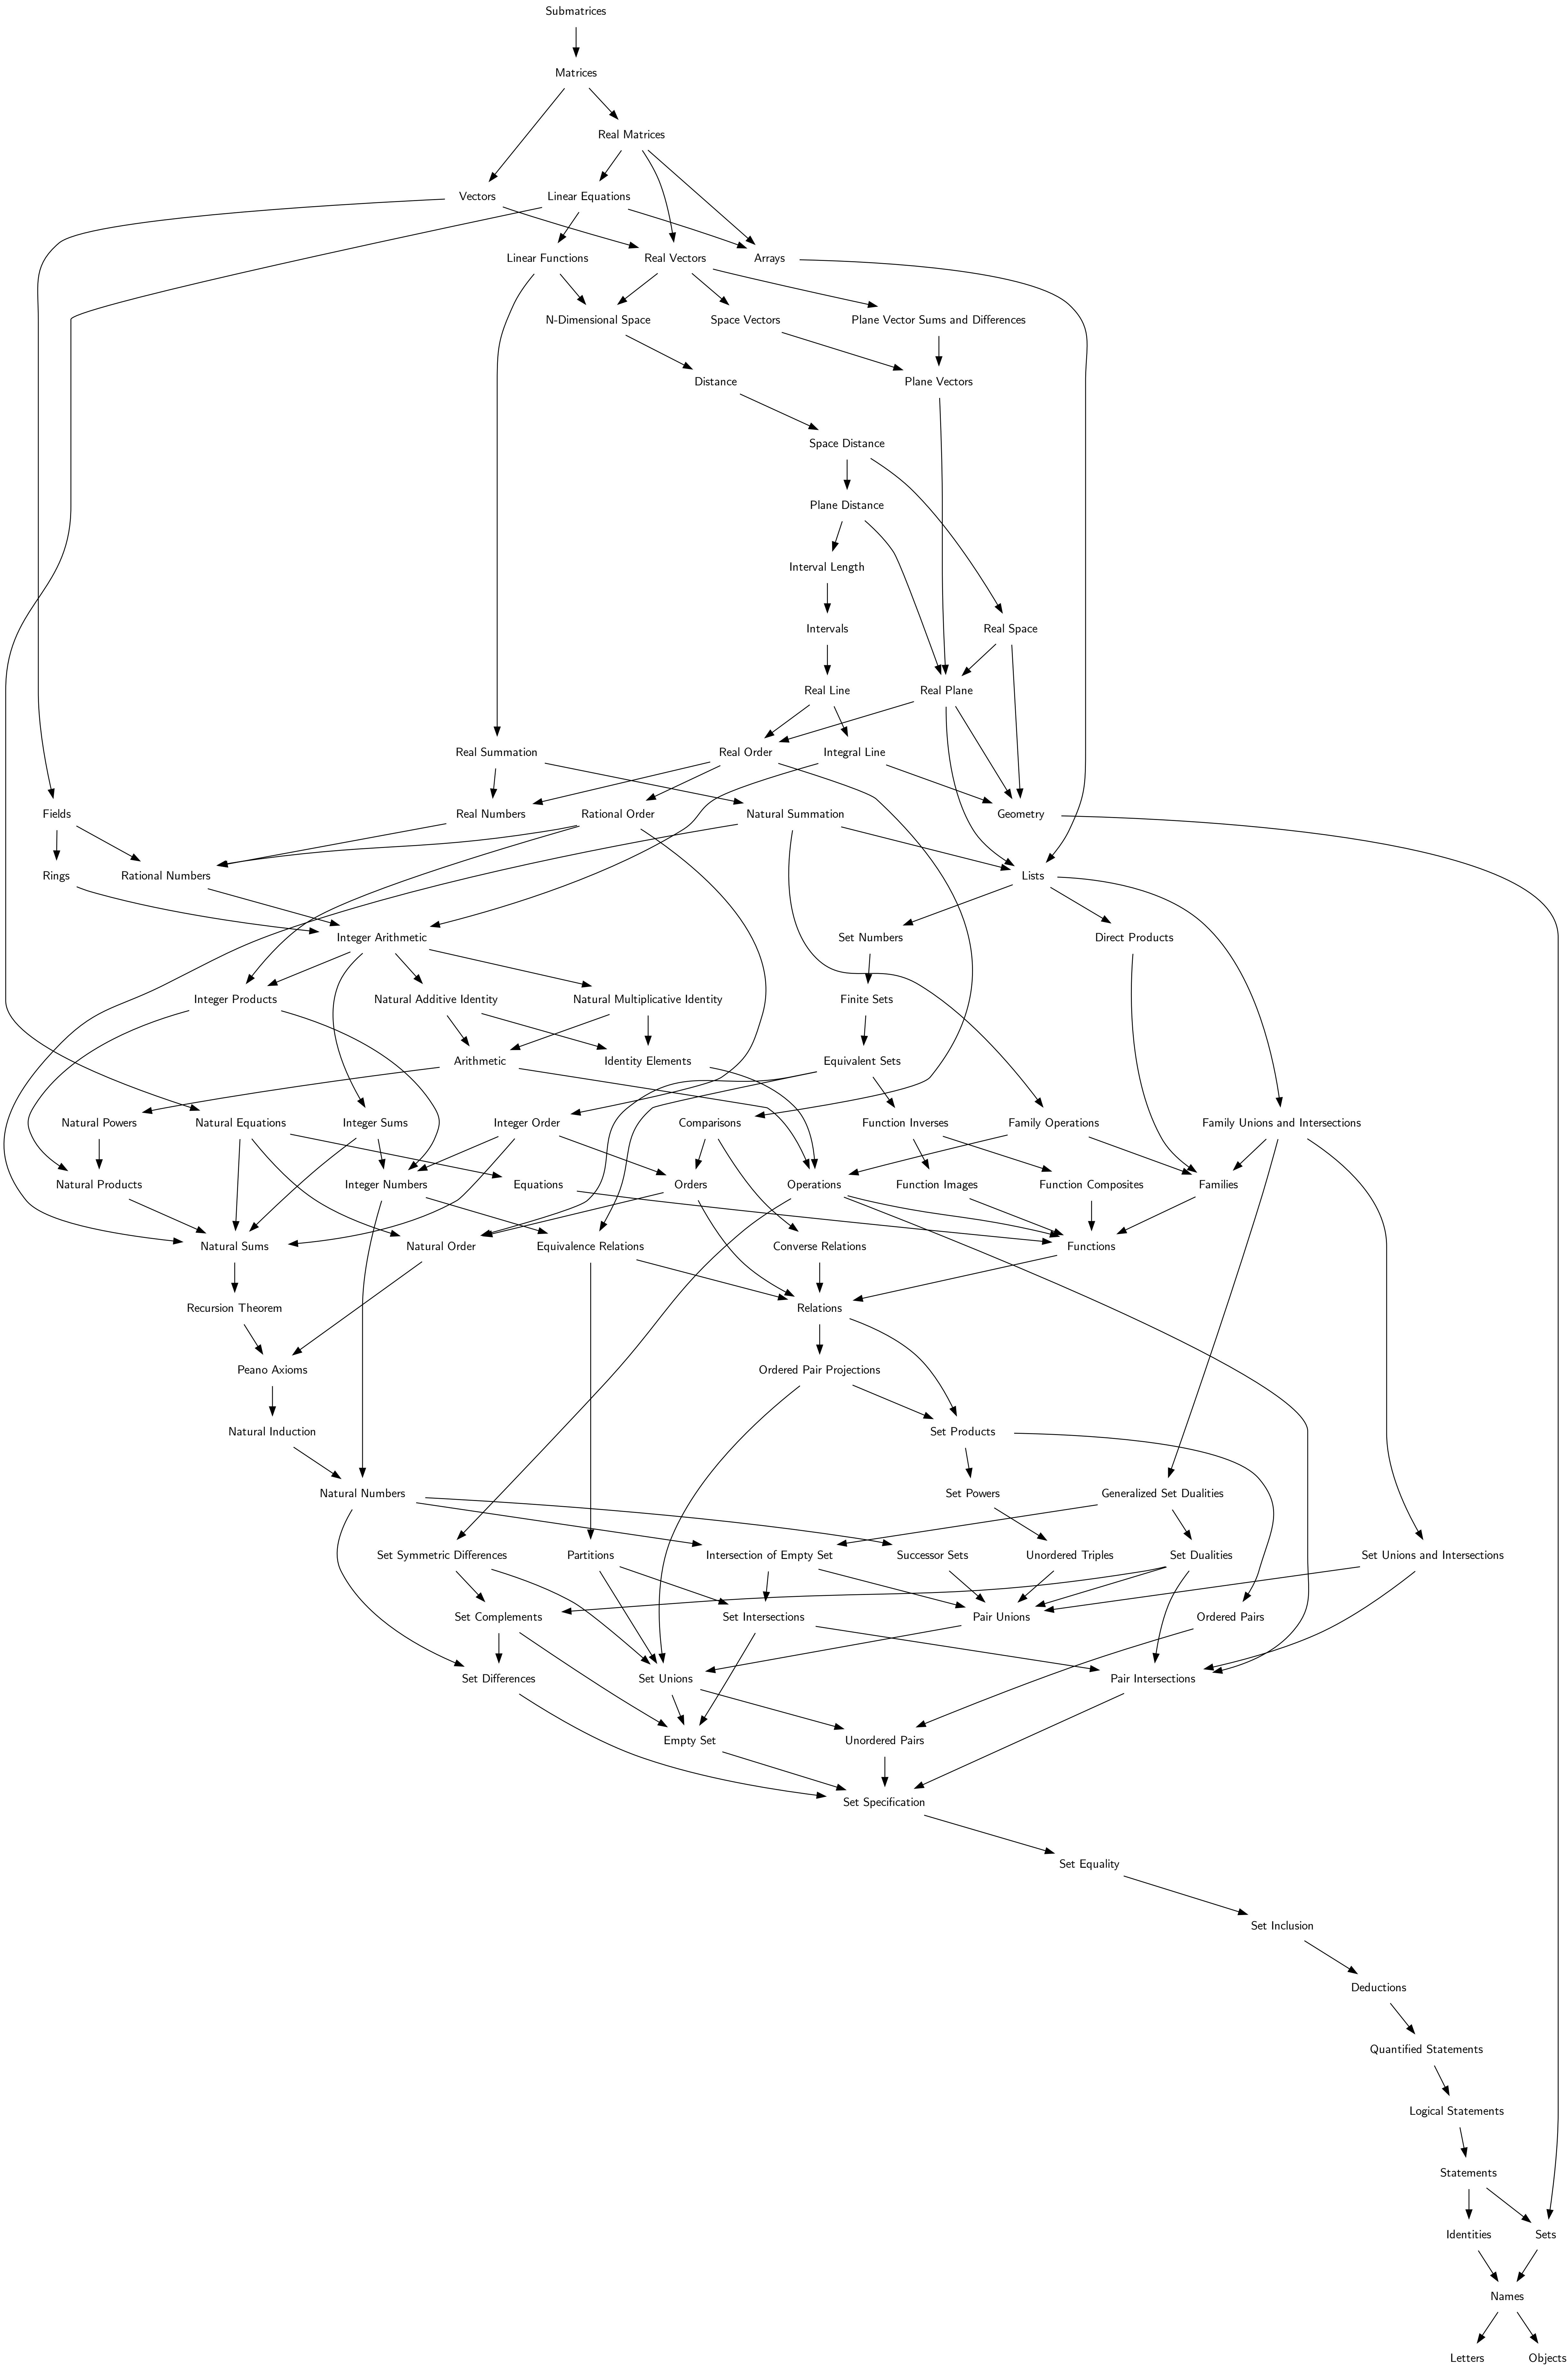 Submatrices
Matrices
Real Matrices
Vectors
Linear Equations
Linear Functions
Real Vectors
Arrays
N-Dimensional Space
Space Vectors
Plane Vector Sums and Differences
Distance
Plane Vectors
Space Distance
Plane Distance
Interval Length
Intervals
Real Space
Real Line
Real Plane
Real Summation
Real Order
Integral Line
Fields
Real Numbers
Rational Order
Natural Summation
Geometry
Rings
Rational Numbers
Lists
Integer Arithmetic
Set Numbers
Direct Products
Integer Products
Natural Additive Identity
Natural Multiplicative Identity
Finite Sets
Arithmetic
Identity Elements
Equivalent Sets
Natural Powers
Natural Equations
Integer Sums
Integer Order
Comparisons
Function Inverses
Family Operations
Family Unions and Intersections
Natural Products
Integer Numbers
Equations
Orders
Operations
Function Images
Function Composites
Families
Natural Sums
Natural Order
Equivalence Relations
Converse Relations
Functions
Recursion Theorem
Relations
Peano Axioms
Ordered Pair Projections
Natural Induction
Set Products
Natural Numbers
Set Powers
Generalized Set Dualities
Set Symmetric Differences
Partitions
Intersection of Empty Set
Successor Sets
Unordered Triples
Set Dualities
Set Unions and Intersections
Set Complements
Set Intersections
Pair Unions
Ordered Pairs
Set Differences
Set Unions
Pair Intersections
Empty Set
Unordered Pairs
Set Specification
Set Equality
Set Inclusion
Deductions
Quantified Statements
Logical Statements
Statements
Identities
Sets
Names
Letters
Objects